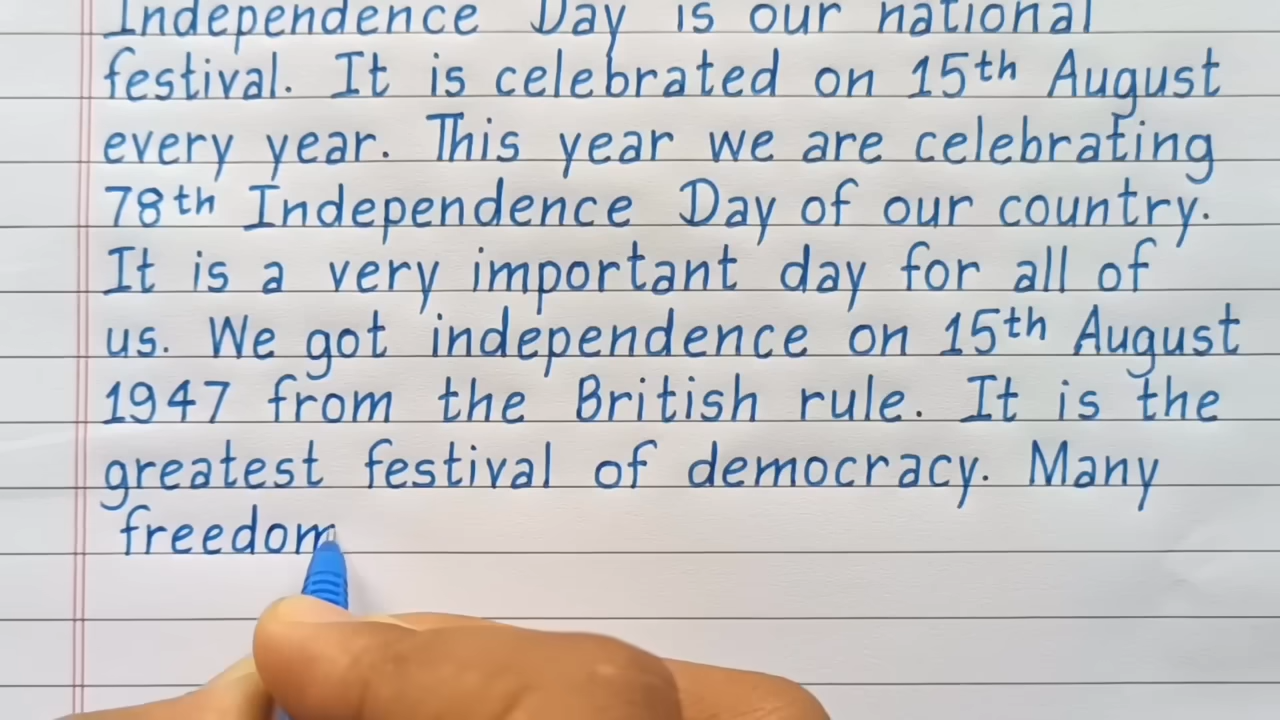 Independence Day is our national
festival. It is celebrated on 15th August
every year. This year we are celebrating
78th Independence Day of our country.
It is a very important day for all of
us. We got independence on 15th August
1947 from the British rule. It is the
greatest festival of democracy. Many
freedom